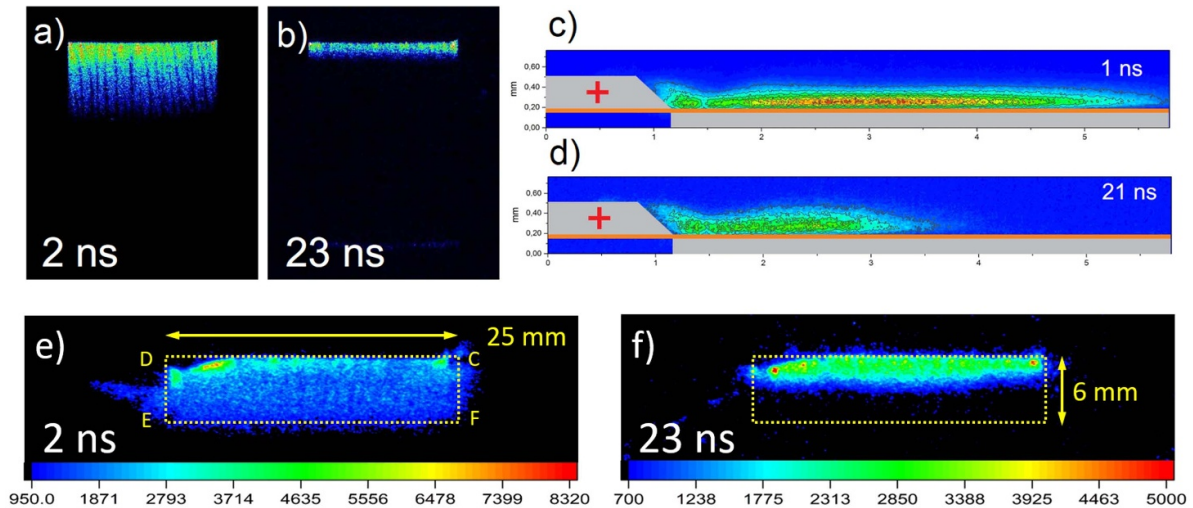 a)
2 ns
b)
23 ns
c)
1 ns
mm
0,60
0,40
0,20
0,00
0 1 2 3 4 5
d)
21 ns
mm
0,60
0,40
0,20
0,00
0 1 2 3 4 5
e)
25 mm
D
C
E
F
2 ns
950.0 1871 2793 3714 4635 5556 6478 7399 8320
f)
6 mm
23 ns
700 1238 1775 2313 2850 3388 3925 4463 5000